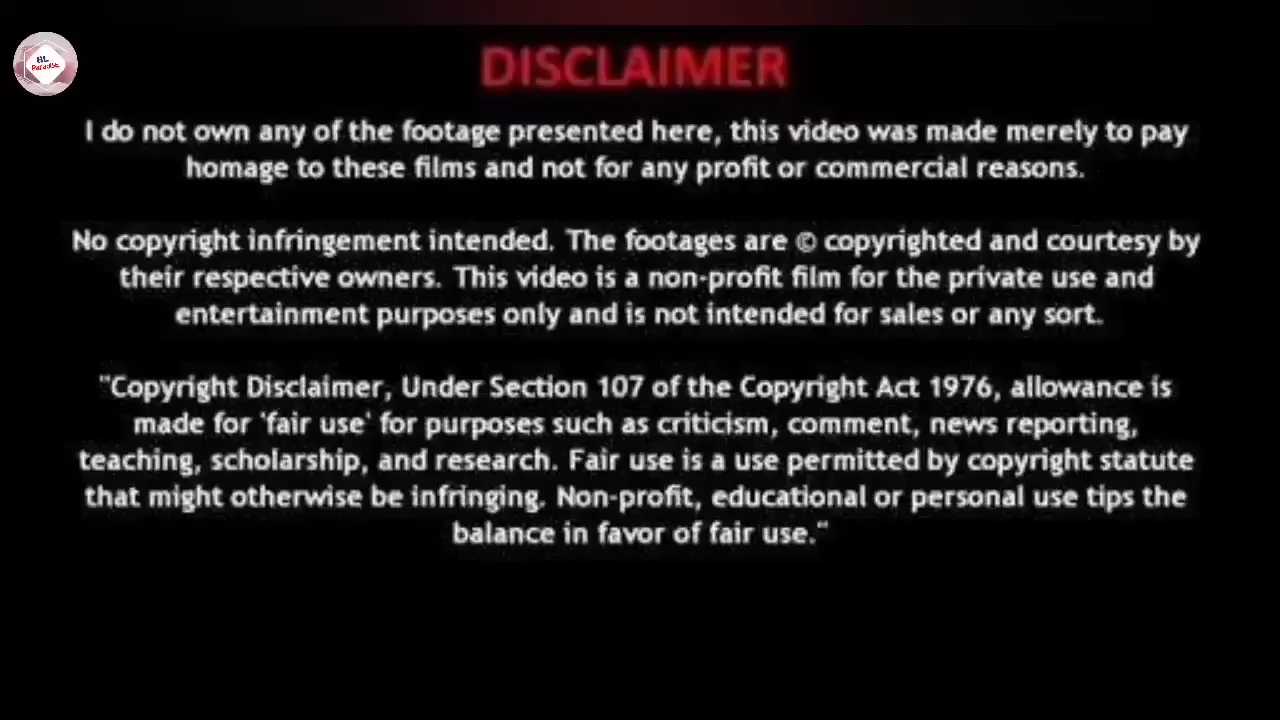 BL
Paradise
DISCLAIMER
I do not own any of the footage presented here, this video was made merely to pay
homage to these films and not for any profit or commercial reasons.
No copyright infringement intended. The footages are © copyrighted and courtesy by
their respective owners. This video is a non-profit film for the private use and
entertainment purposes only and is not intended for sales or any sort.
"Copyright Disclaimer, Under Section 107 of the Copyright Act 1976, allowance is
made for 'fair use' for purposes such as criticism, comment, news reporting,
teaching, scholarship, and research. Fair use is a use permitted by copyright statute
that might otherwise be infringing. Non-profit, educational or personal use tips the
balance in favor of fair use."